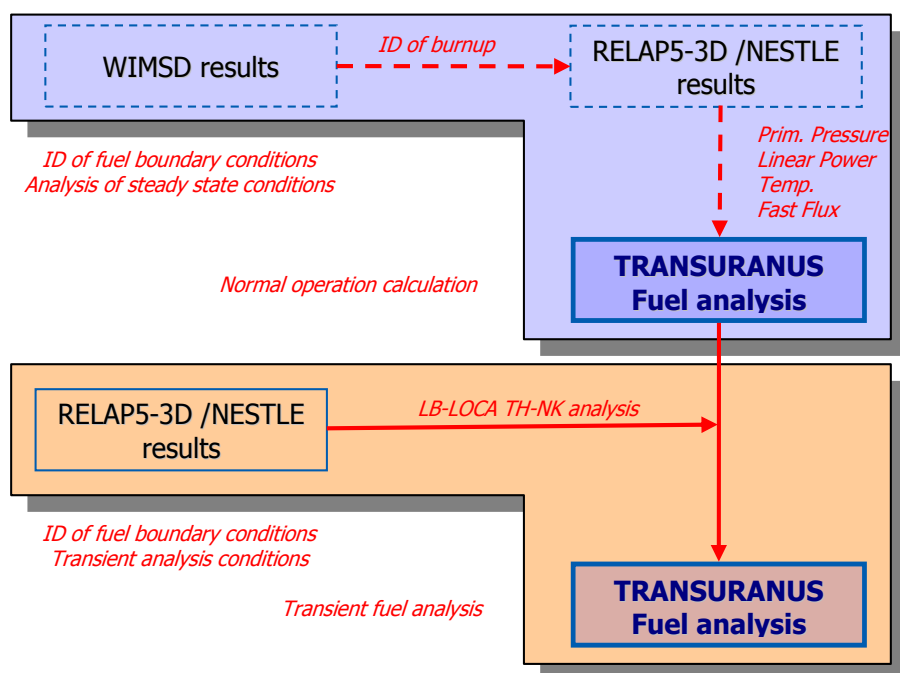 WIMSD results
ID of burnup
RELAP5-3D /NESTLE
results
Prim. Pressure
Linear Power
Temp.
Fast Flux
ID of fuel boundary conditions
Analysis of steady state conditions
Normal operation calculation
TRANSURANUS
Fuel analysis
RELAP5-3D /NESTLE
results
LB-LOCA TH-NK analysis
ID of fuel boundary conditions
Transient analysis conditions
Transient fuel analysis
TRANSURANUS
Fuel analysis